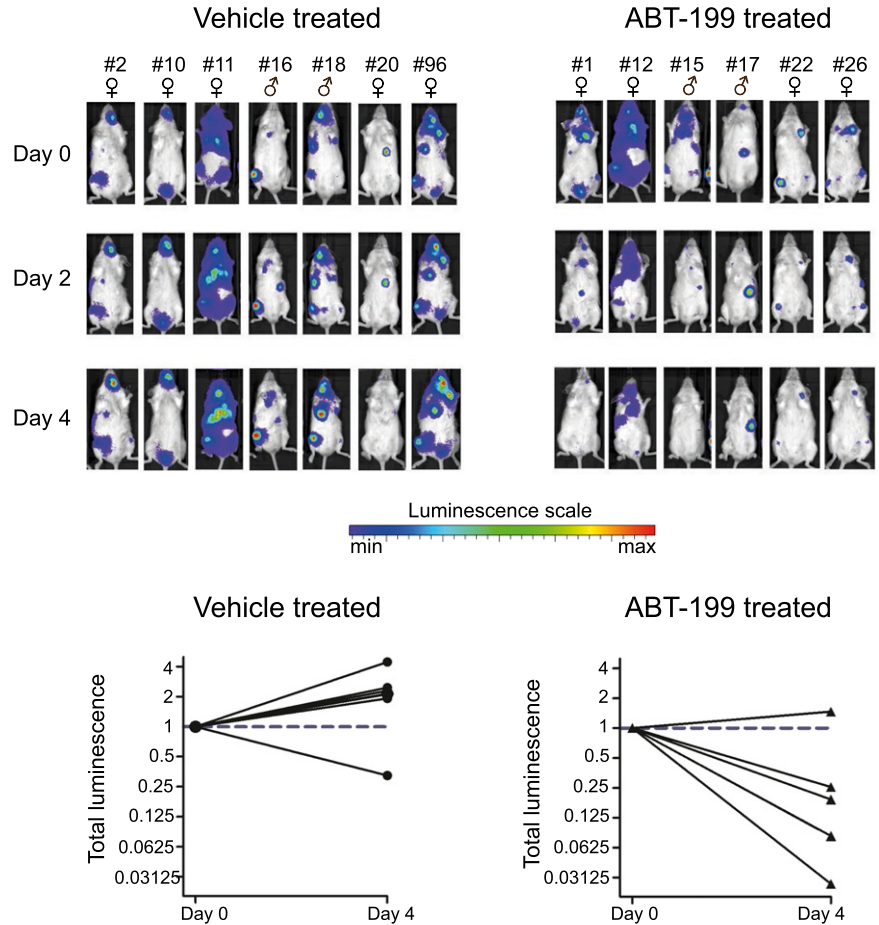 Vehicle treated ABT-199 treated
#2 #10 #11 #16 #18 #20 #96 #1 #12 #15 #17 #22 #26
♀ ♀ ♀ ♂ ♂ ♀ ♀ ♀ ♀ ♂ ♂ ♀ ♀
Day 0
Day 2
Day 4
Luminescence scale
min max
Vehicle treated
Total luminescence
4
2
1
0.5
0.25
0.125
0.0625
0.03125
Day 0 Day 4
ABT-199 treated
Total luminescence
4
2
1
0.5
0.25
0.125
0.0625
0.03125
Day 0 Day 4